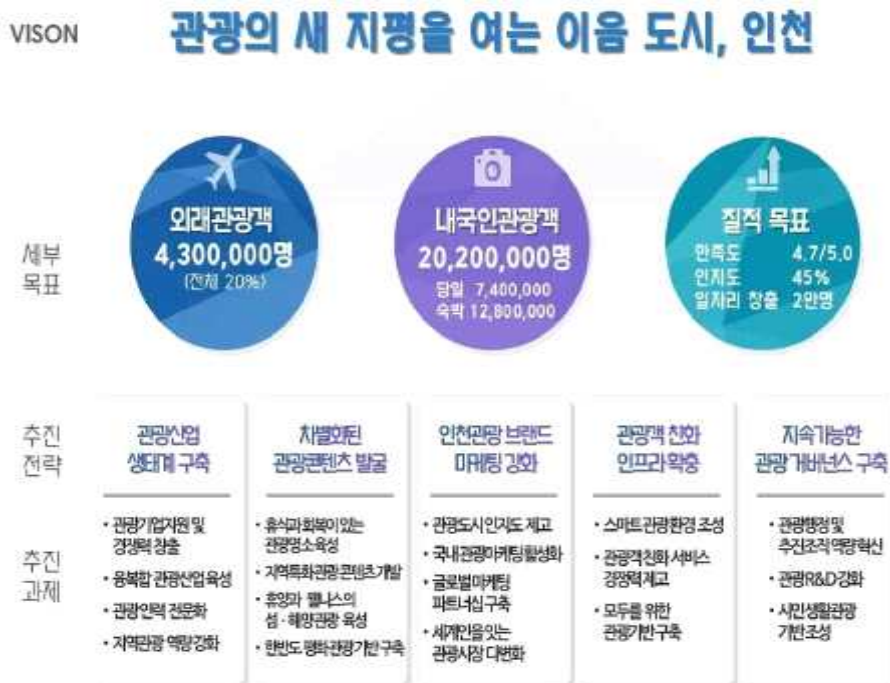 VISON
관광의 새 지평을 여는 이음 도시, 인천
세부
목표
외래관광객
4,300,000명
(전체 20%)
내국인관광객
20,200,000명
당일 7,400,000
숙박 12,800,000
질적 목표
만족도 4.7/5.0
인지도 45%
일자리 창출 2만명
추진
전략
관광산업
생태계 구축
차별화된
관광콘텐츠 발굴
인천관광 브랜드
마케팅 강화
관광객 친화
인프라 확충
지속가능한
관광 거버넌스 구축
추진
과제
• 관광기업지원 및
경쟁력 창출
• 융복합 관광산업 육성
• 관광인력 전문화
• 지역관광 역량 강화
• 휴식과 회복이 있는
관광명소 육성
• 지역특화 관광 콘텐츠 개발
• 휴양과 웰니스의
섬·해양관광 육성
• 한반도 평화 관광기반 구축
• 관광도시 인지도 제고
• 국내 관광마케팅 활성화
• 글로벌마케팅
파트너십 구축
• 세계인을 잇는
관광시장 다변화
• 스마트 관광 환경 조성
• 관광객 친화 서비스
경쟁력 제고
• 모두를 위한
관광기반 구축
• 관광행정 및
추진조직 역량 혁신
• 관광R&D 강화
• 시민생활관광
기반 조성